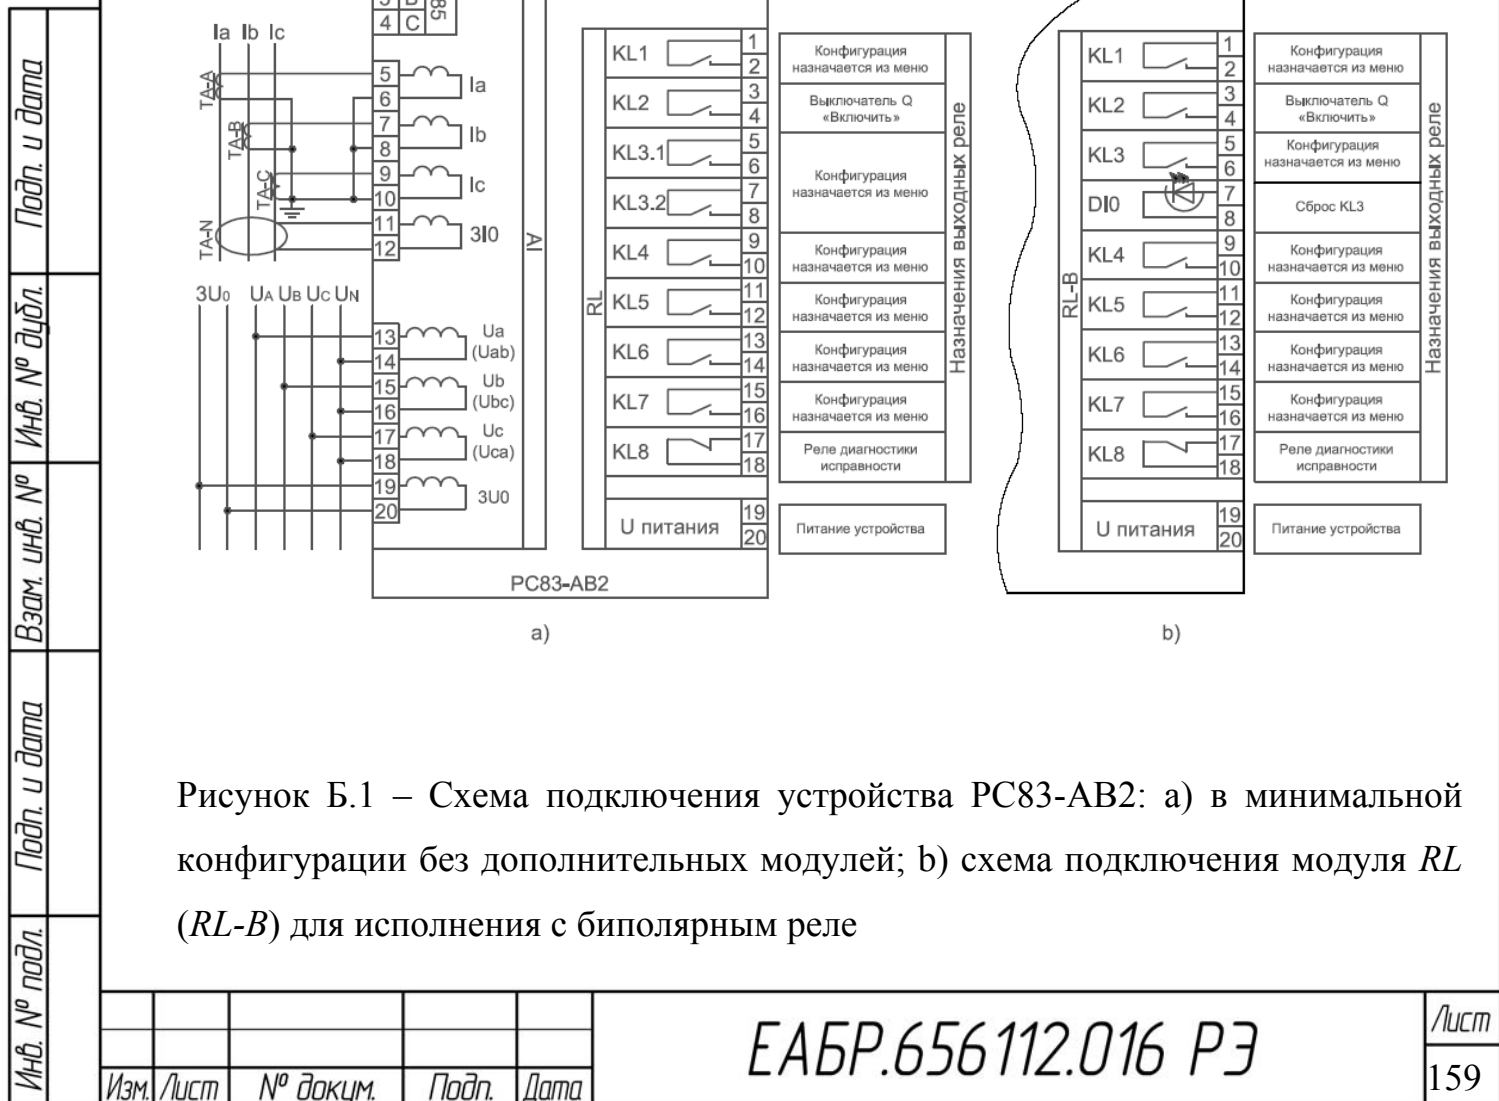 3 B
4 C
85
Ia Ib Ic
TA-A
TA-B
TA-C
TA-N
5
6
Ia
7
8
Ib
9
10
Ic
11
12
3I0
3U0 UA UB UC UN
13
14
Ua
(Uab)
15
16
Ub
(Ubc)
17
18
Uc
(Uca)
19
20
3U0
AI
РС83-АВ2
RL
KL1
1
2
Конфигурация
назначается из меню
KL2
3
4
Выключатель Q
«Включить»
KL3.1
5
6
KL3.2
7
8
Конфигурация
назначается из меню
KL4
9
10
Конфигурация
назначается из меню
KL5
11
12
Конфигурация
назначается из меню
KL6
13
14
Конфигурация
назначается из меню
KL7
15
16
Конфигурация
назначается из меню
KL8
17
18
Реле диагностики
исправности
U питания
19
20
Питание устройства
Назначения выходных реле
a)
RL-B
KL1
1
2
Конфигурация
назначается из меню
KL2
3
4
Выключатель Q
«Включить»
KL3
5
6
Конфигурация
назначается из меню
DI0
7
8
Сброс KL3
KL4
9
10
Конфигурация
назначается из меню
KL5
11
12
Конфигурация
назначается из меню
KL6
13
14
Конфигурация
назначается из меню
KL7
15
16
Конфигурация
назначается из меню
KL8
17
18
Реле диагностики
исправности
U питания
19
20
Питание устройства
Назначения выходных реле
b)
Рисунок Б.1 – Схема подключения устройства РС83-АВ2: а) в минимальной
конфигурации без дополнительных модулей; b) схема подключения модуля RL
(RL-B) для исполнения с биполярным реле
Подп. и дата
Инв. № дубл.
Взам. инв. №
Подп. и дата
Инв. № подл.
Изм. Лист № докум. Подп. Дата
ЕАБР.656112.016 РЭ
Лист
159